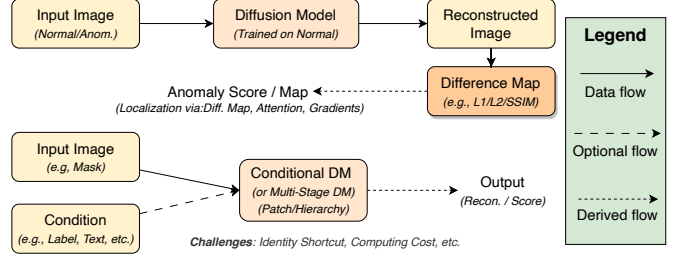 Input Image
(Normal/Anom.)
Diffusion Model
(Trained on Normal)
Reconstructed
Image
Difference Map
(e.g., L1/L2/SSIM)
Anomaly Score / Map
(Localization via:Diff. Map, Attention, Gradients)
Input Image
(e.g, Mask)
Condition
(e.g., Label, Text, etc.)
Conditional DM
(or Multi-Stage DM)
(Patch/Hierarchy)
Output
(Recon. / Score)
Challenges: Identity Shortcut, Computing Cost, etc.
Legend
Data flow
Optional flow
Derived flow